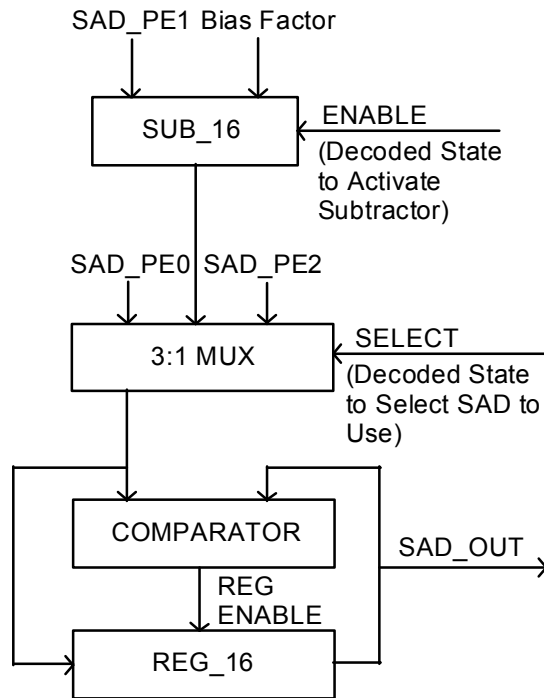 SAD_PE1 Bias Factor
SUB_16
ENABLE
(Decoded State
to Activate
Subtractor)
SAD_PE0 SAD_PE2
3:1 MUX
SELECT
(Decoded State
to Select SAD to
Use)
COMPARATOR
SAD_OUT
REG
ENABLE
REG_16